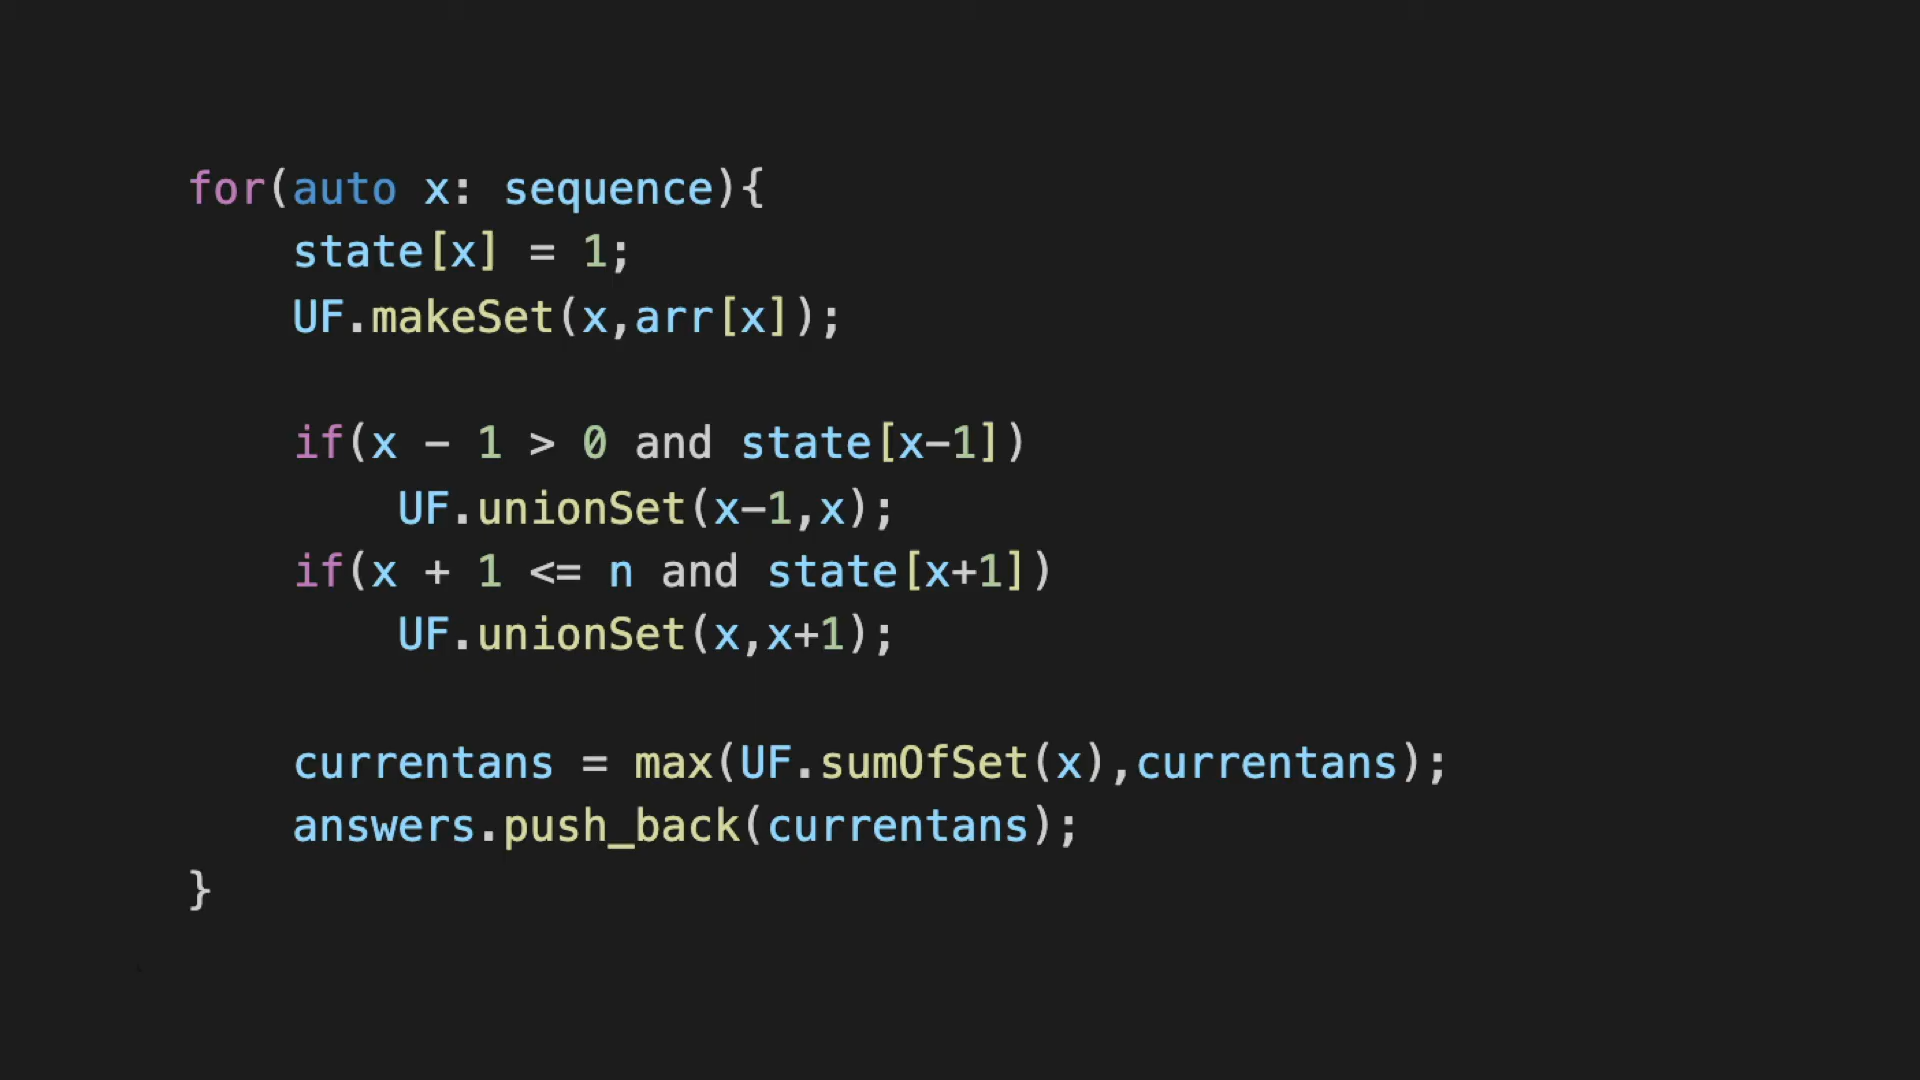 for(auto x: sequence){
    state[x] = 1;
    UF.makeSet(x,arr[x]);
    if(x - 1 > 0 and state[x-1])
        UF.unionSet(x-1,x);
    if(x + 1 <= n and state[x+1])
        UF.unionSet(x,x+1);
    currentans = max(UF.sumOfSet(x),currentans);
    answers.push_back(currentans);
}